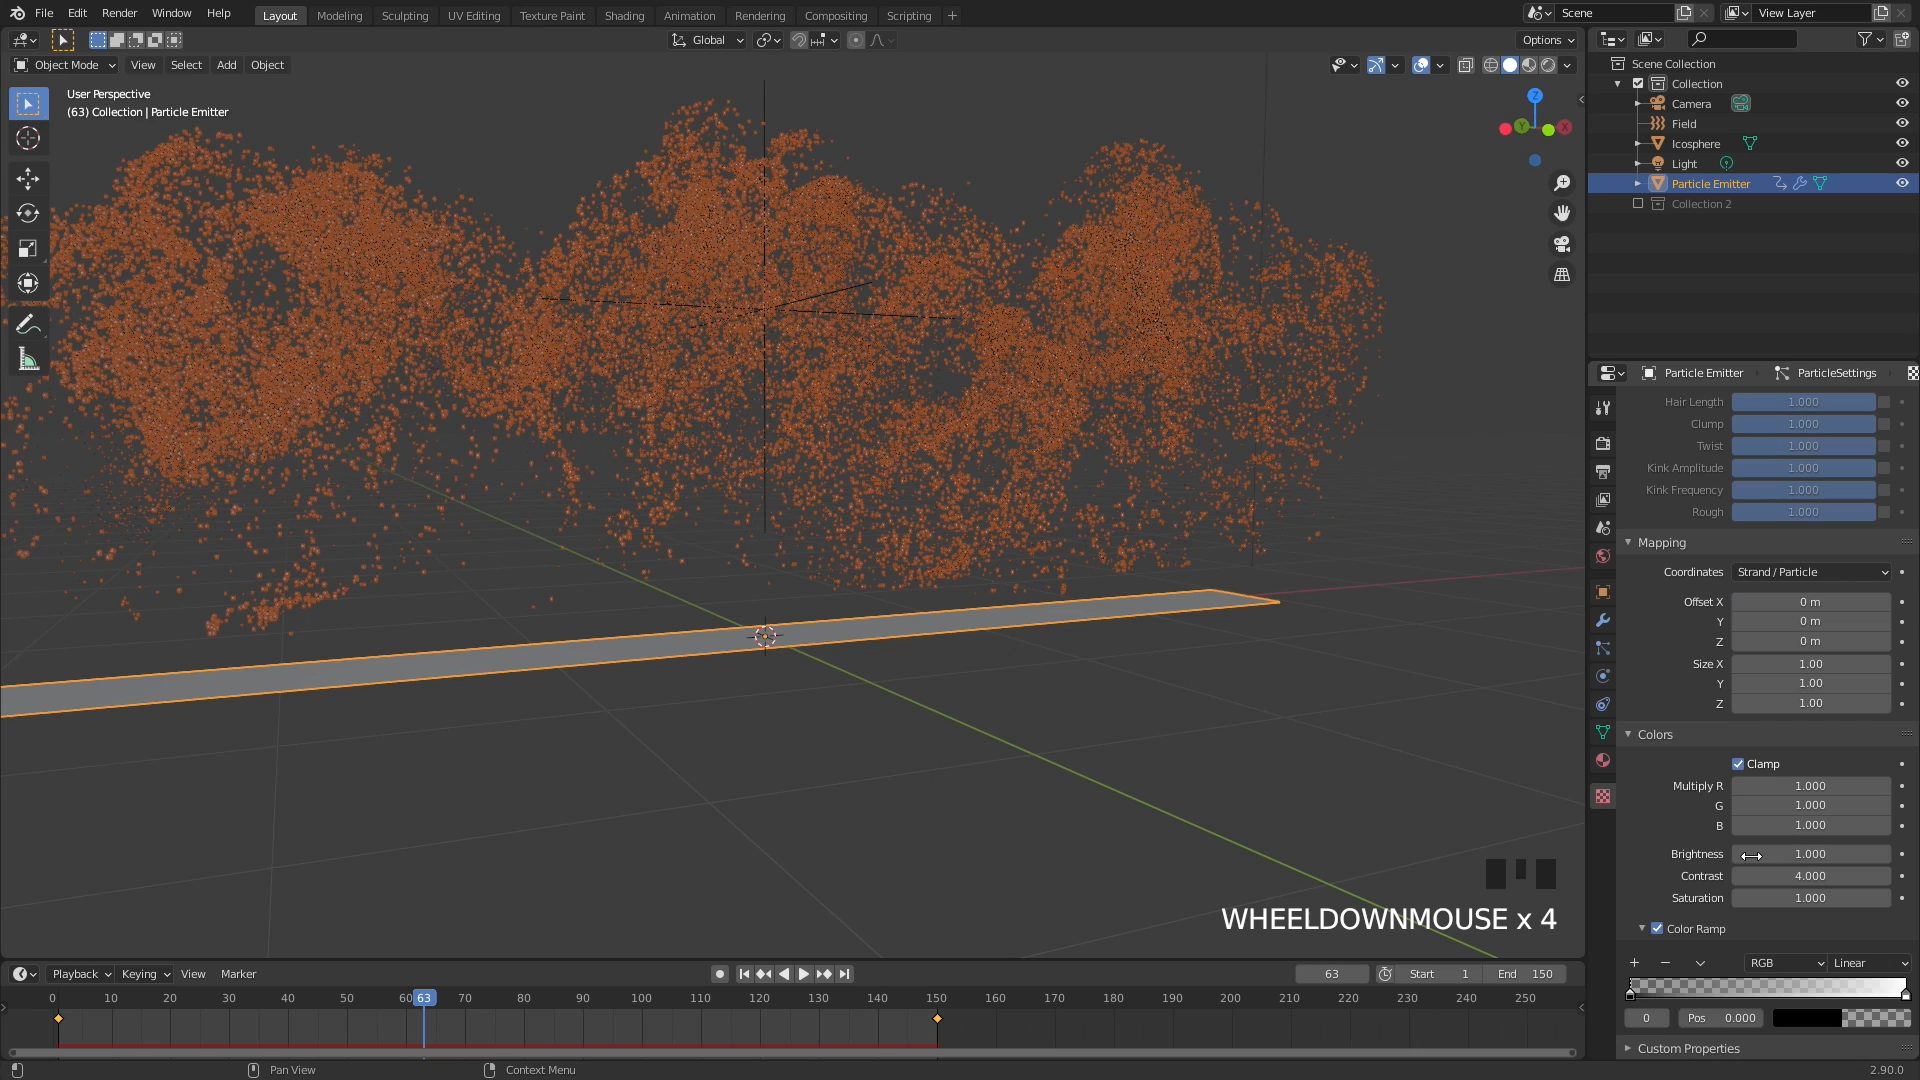 File Edit Render Window Help Layout Modeling Sculpting UV Editing Texture Paint Shading Animation Rendering Compositing Scripting + Scene View Layer
Global Options
Object Mode View Select Add Object
User Perspective
(63) Collection | Particle Emitter
Z
Y
X
Scene Collection
Collection
Camera
Field
Icosphere
Light
Particle Emitter
Collection 2
Particle Emitter ParticleSettings
Hair Length 1.000
Clump 1.000
Twist 1.000
Kink Amplitude 1.000
Kink Frequency 1.000
Rough 1.000
Mapping
Coordinates Strand / Particle
Offset X 0 m
Y 0 m
Z 0 m
Size X 1.00
Y 1.00
Z 1.00
Colors
Clamp
Multiply R 1.000
G 1.000
B 1.000
Brightness 1.000
Contrast 4.000
Saturation 1.000
Color Ramp
+ − RGB Linear
0 Pos 0.000
Custom Properties
WHEELDOWNMOUSE x 4
Playback Keying View Marker 63 Start 1 End 150
0 10 20 30 40 50 60 63 70 80 90 100 110 120 130 140 150 160 170 180 190 200 210 220 230 240 250
Pan View Context Menu 2.90.0